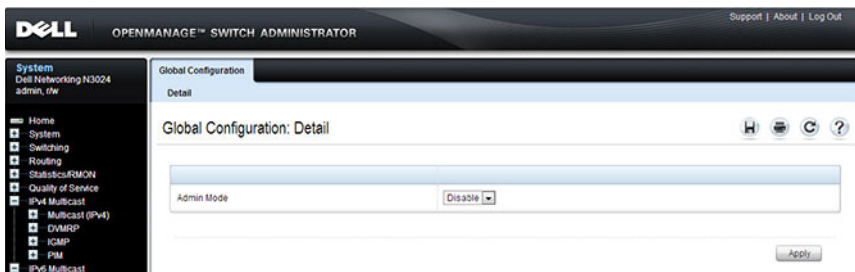 Support | About | Log Out
DELL OPENMANAGE™ SWITCH ADMINISTRATOR
System
Dell Networking N3024
admin, r/w
Home
System
Switching
Routing
Statistics/RMON
Quality of Service
IPv4 Multicast
Multicast (IPv4)
DVMRP
IGMP
PIM
IPv6 Multicast
Global Configuration
Detail
Global Configuration: Detail
Admin Mode Disable
Apply